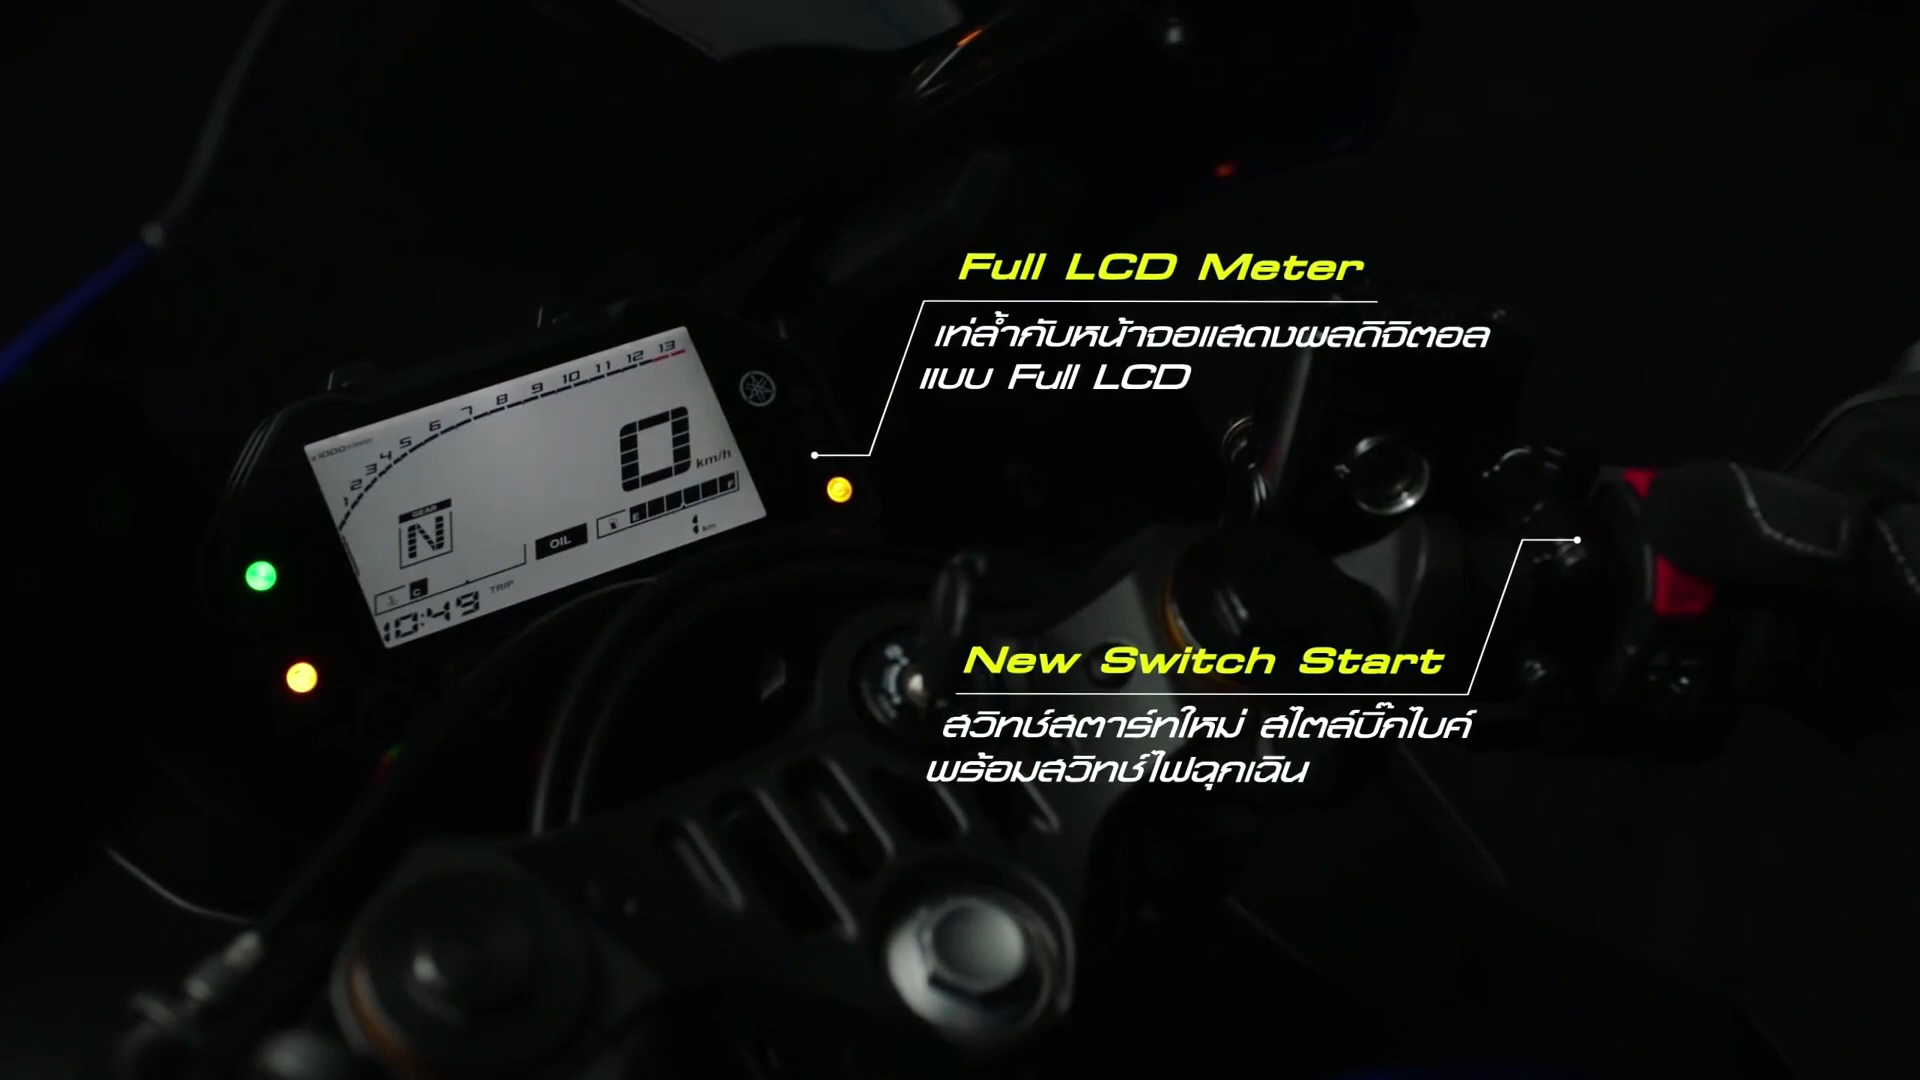 Full LCD Meter
เท่ล้ำกับหน้าจอแสดงผลดิจิตอล
แบบ Full LCD
1 2 3 4 5 6 7 8 9 10 11 12 13
0 km/h
GEAR
N
E F
OIL
1 km
C
TRIP
10:49
New Switch Start
สวิทช์สตาร์ทใหม่ สไตล์บิ๊กไบค์
พร้อมสวิทช์ไฟฉุกเฉิน